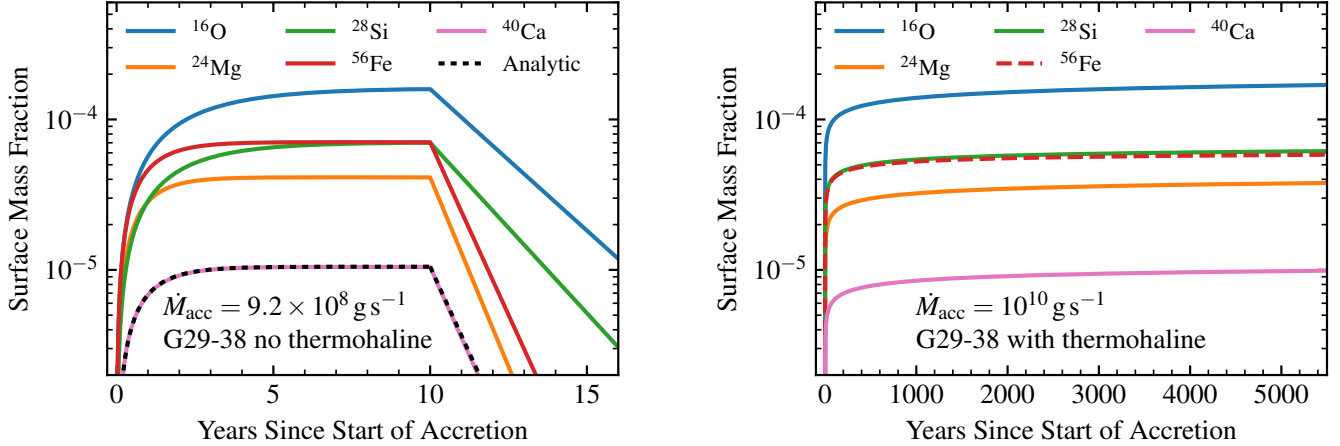 ¹⁶O ²⁸Si ⁴⁰Ca
²⁴Mg ⁵⁶Fe Analytic
Surface Mass Fraction
10⁻⁴
10⁻⁵
Ṁacc = 9.2 × 10⁸ g s⁻¹
G29-38 no thermohaline
0 5 10 15
Years Since Start of Accretion
¹⁶O ²⁸Si ⁴⁰Ca
²⁴Mg ⁵⁶Fe
Surface Mass Fraction
10⁻⁴
10⁻⁵
Ṁacc = 10¹⁰ g s⁻¹
G29-38 with thermohaline
0 1000 2000 3000 4000 5000
Years Since Start of Accretion